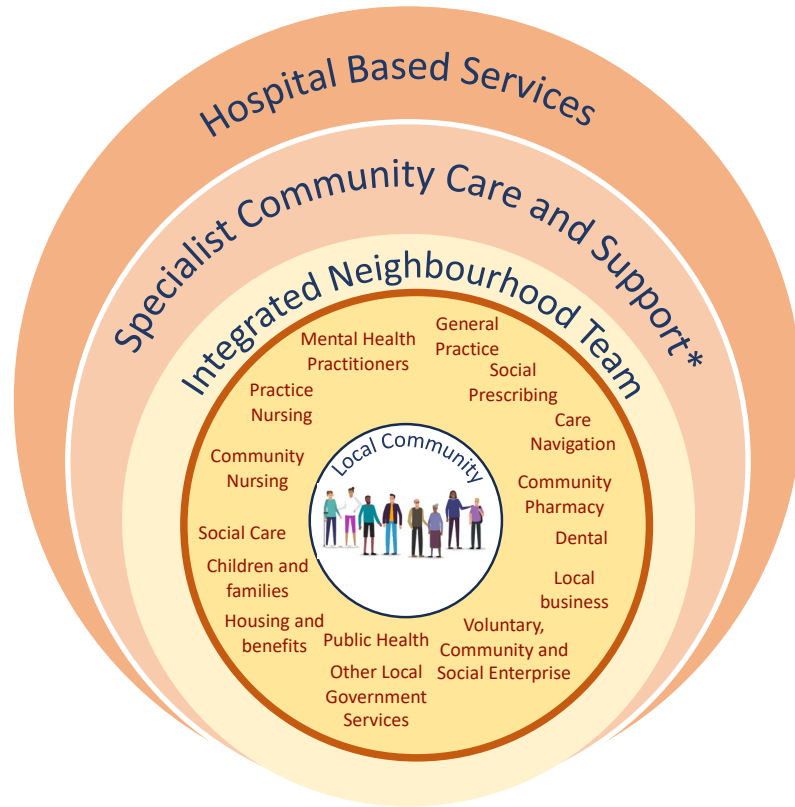 Hospital Based Services
Specialist Community Care and Support*
Integrated Neighbourhood Team
General
Practice
Social
Prescribing
Care
Navigation
Community
Pharmacy
Dental
Local
business
Voluntary,
Community and
Social Enterprise
Public Health
Other Local
Government
Services
Housing and
benefits
Children and
families
Social Care
Community
Nursing
Practice
Nursing
Mental Health
Practitioners
Local Community